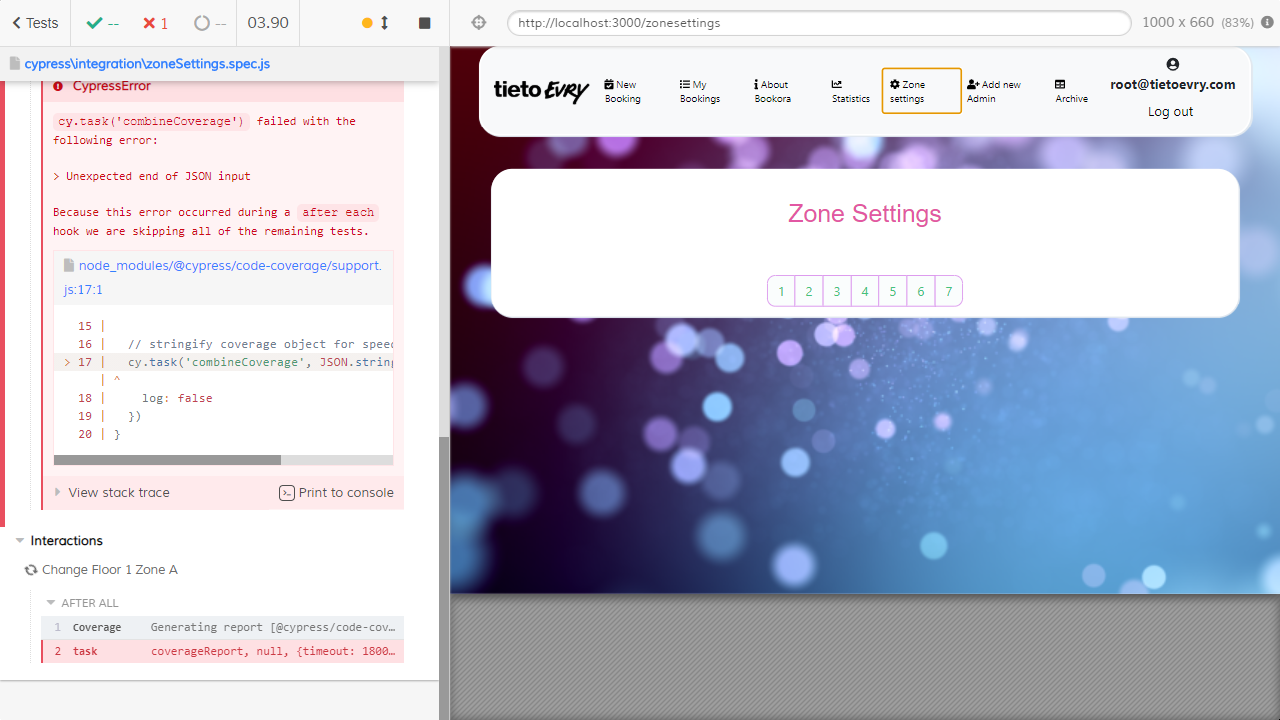 Tests
--
1
--
03.90
http://localhost:3000/zonesettings
1000 x 660 (83%)
cypress\integration\zoneSettings.spec.js
CypressError
cy.task('combineCoverage') failed with the
following error:
> Unexpected end of JSON input
Because this error occurred during a after each
hook we are skipping all of the remaining tests.
node_modules/@cypress/code-coverage/support.
js:17:1
15 |
16 | // stringify coverage object for speed
> 17 | cy.task('combineCoverage', JSON.string
| ^
18 | log: false
19 | })
20 | }
View stack trace
Print to console
Interactions
Change Floor 1 Zone A
AFTER ALL
1 Coverage Generating report [@cypress/code-cov…
2 task coverageReport, null, {timeout: 1800…
tieto EVRY
New
Booking
My
Bookings
About
Bookora
Statistics
Zone
settings
Add new
Admin
Archive
root@tietoevry.com
Log out
Zone Settings
1 2 3 4 5 6 7